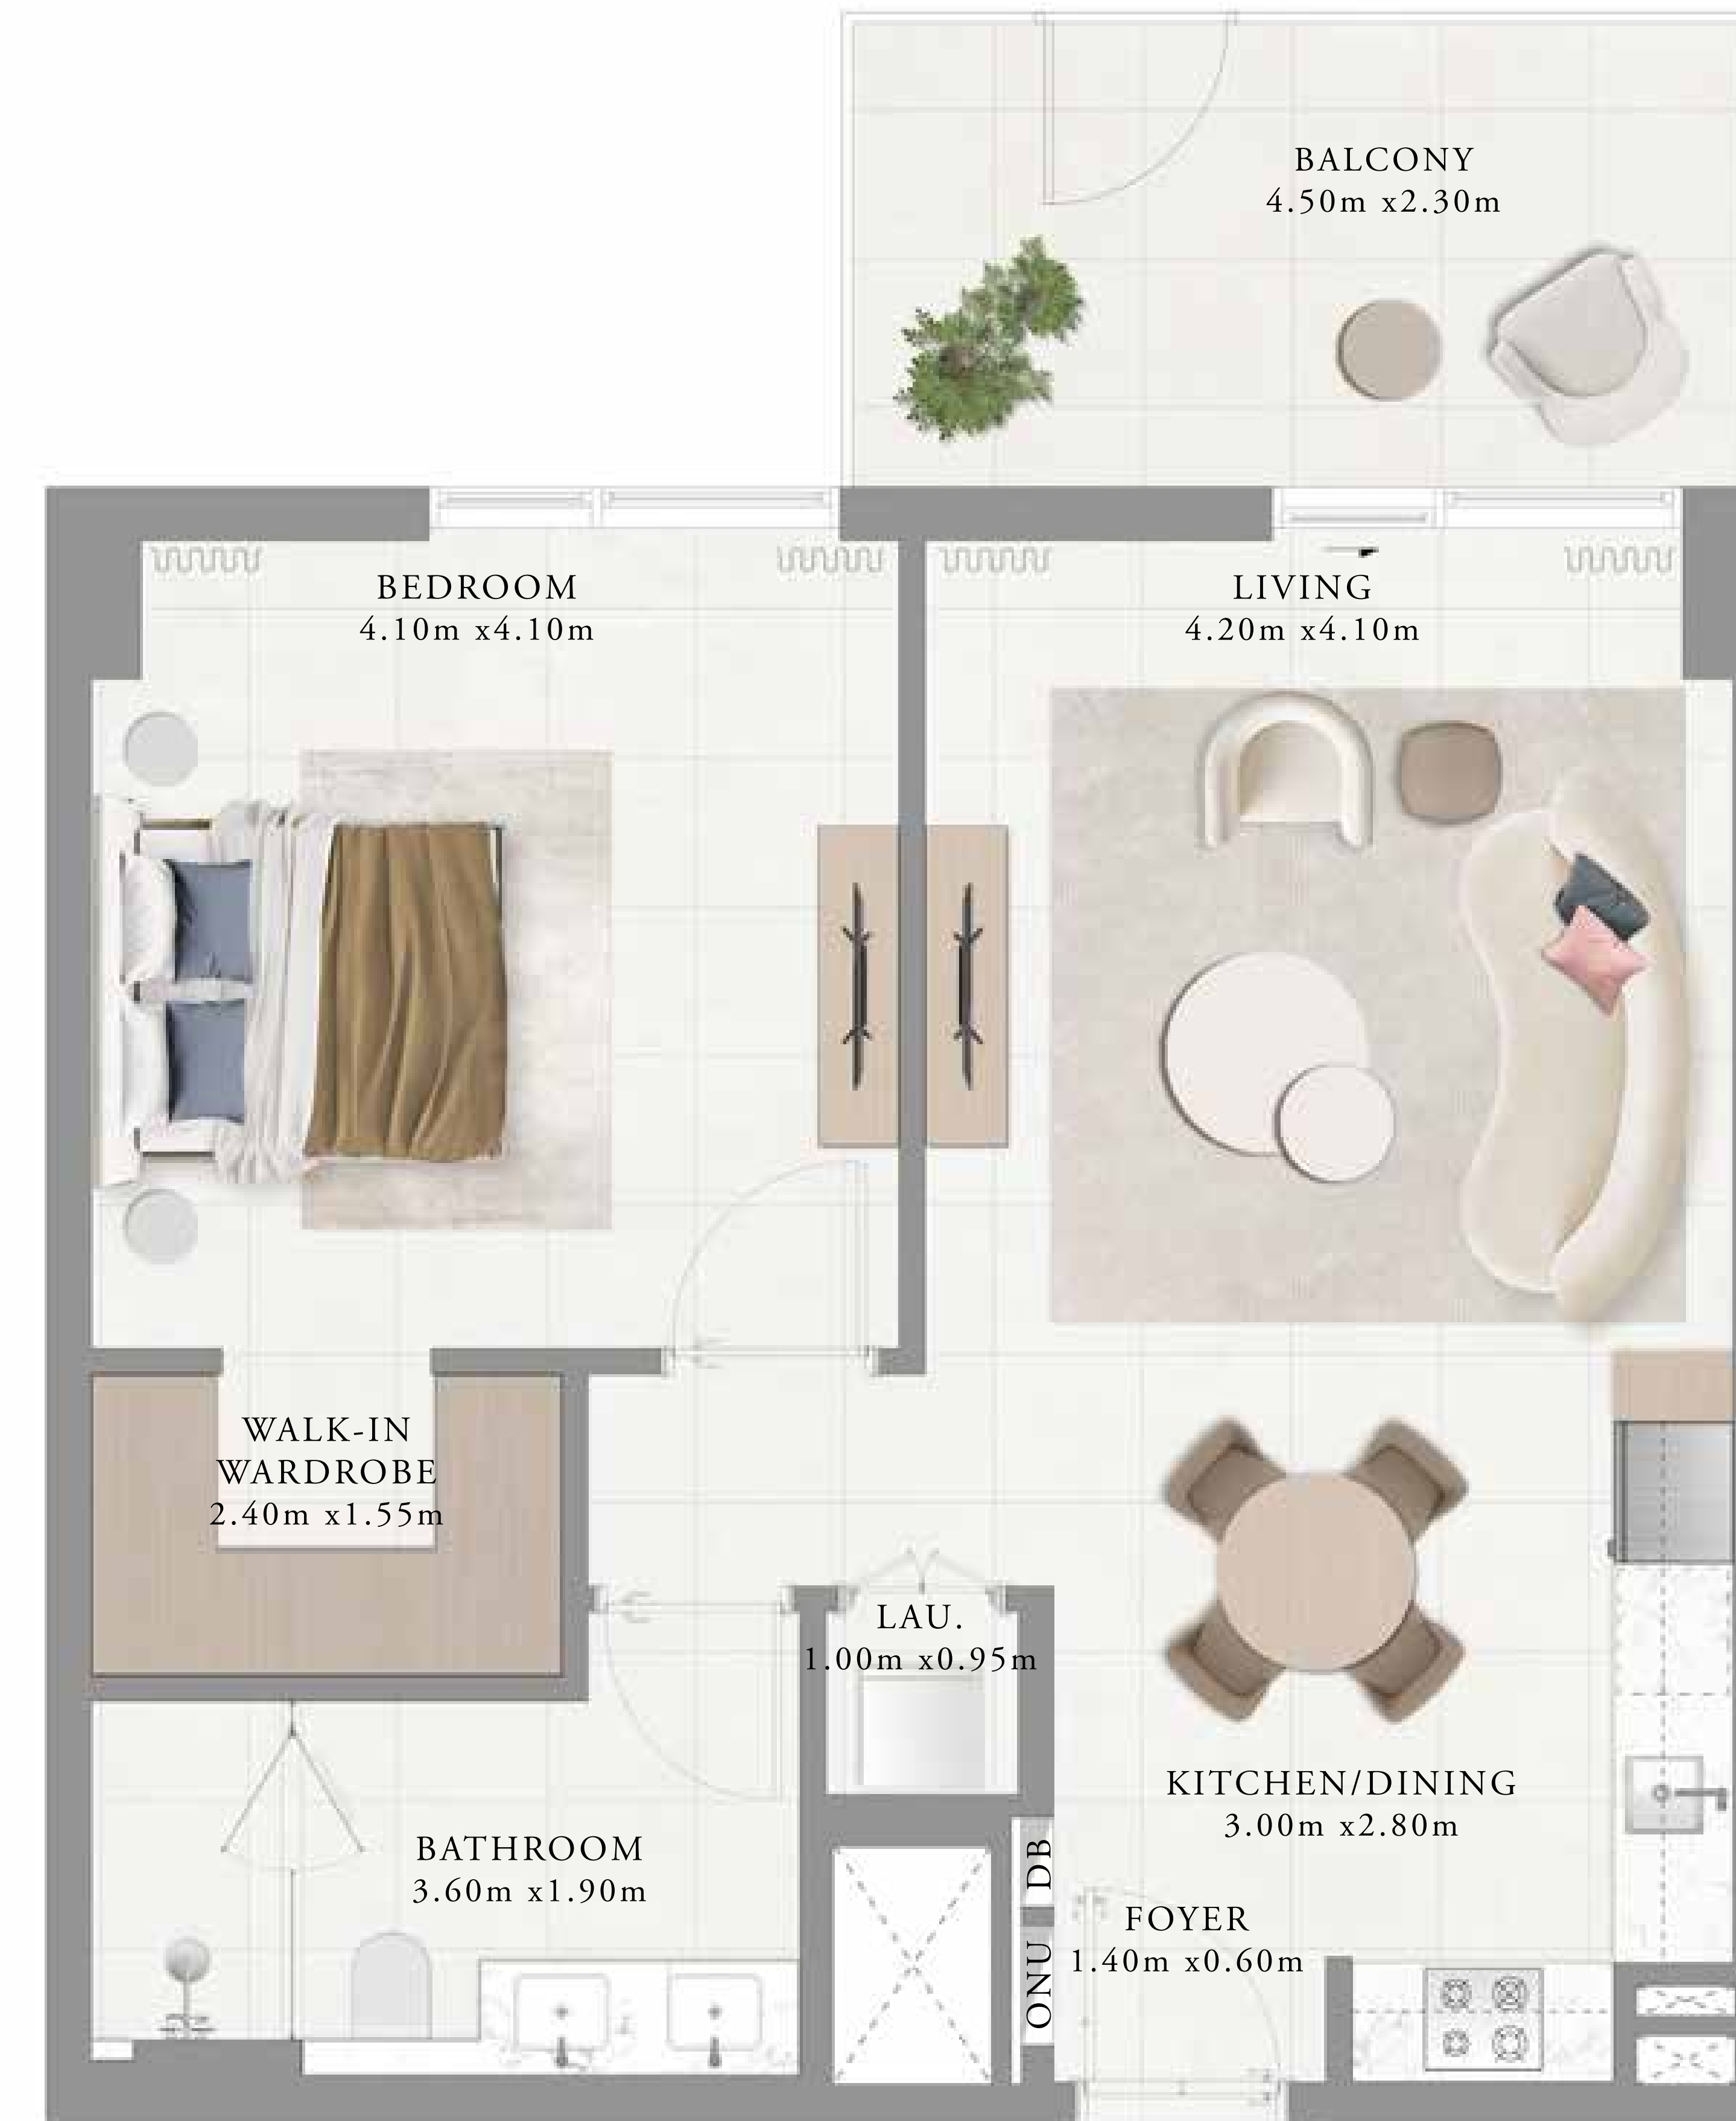 BALCONY
4.50m x2.30m
BEDROOM
4.10m x4.10m
LIVING
4.20m x4.10m
WALK-IN
WARDROBE
2.40m x1.55m
LAU.
1.00m x0.95m
KITCHEN/DINING
3.00m x2.80m
BATHROOM
3.60m x1.90m
DB
FOYER
1.40m x0.60m
ONU